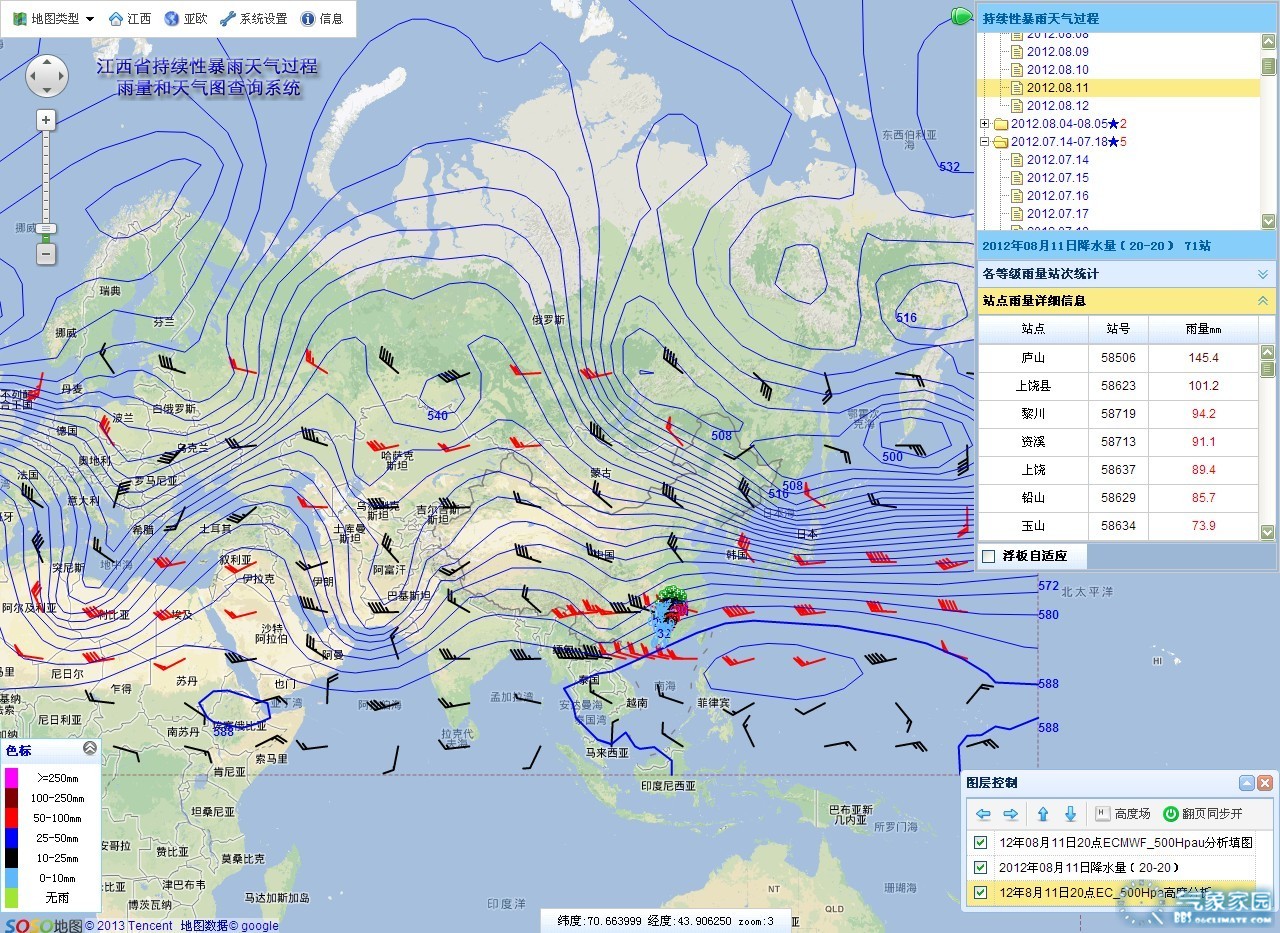 地图类型 江西 亚欧 系统设置 信息
江西省持续性暴雨天气过程
雨量和天气图查询系统
持续性暴雨天气过程
2012.08.08
2012.08.09
2012.08.10
2012.08.11
2012.08.12
2012.08.04-08.05★2
2012.07.14-07.18★5
2012.07.14
2012.07.15
2012.07.16
2012.07.17
2012年08月11日降水量﹝20-20﹞ 71站
各等级雨量站次统计
站点雨量详细信息
站点 站号 雨量mm
庐山 58506 145.4
上饶县 58623 101.2
黎川 58719 94.2
资溪 58713 91.1
上饶 58637 89.4
铅山 58629 85.7
玉山 58634 73.9
浮板自适应
东西伯利亚
海
532
挪威
瑞典
芬兰
挪威
俄罗斯
516
丹麦
白俄罗斯
波兰
德国
540
508
500
乌克兰
奥地利
哈萨克
斯坦
法国
罗马尼亚
蒙古
意大利
508
516
日本海
希腊
土耳其
土库曼
斯坦
吉尔吉斯
斯坦
日本
韩国
中国
突尼斯
地中海
叙利亚
伊拉克
伊朗
阿富汗
巴基斯坦
572
北太平洋
580
阿尔及利亚
利比亚
埃及
沙特
阿拉伯
32
阿曼
缅甸
HI
尼日尔
苏丹
乍得
也门
泰国
南海
越南
菲律宾
588
孟加拉湾
安达曼海
泰国湾
阿拉伯海
尼日利亚
南苏丹
埃塞俄比亚
588
588
拉克代
夫海
马来西亚
索马里
肯尼亚
印度尼西亚
坦桑尼亚
巴布亚新
几内亚
所罗门海
安哥拉
赞比亚
莫桑比克
津巴布韦
马达加斯加岛
博茨瓦纳
印度洋
NT
QLD
珊瑚海
色标
>=250mm
100-250mm
50-100mm
25-50mm
10-25mm
0-10mm
无雨
图层控制
高度场 翻页同步开
12年08月11日20点ECMWF_500Hpau分析填图
2012年08月11日降水量﹝20-20﹞
12年8月11日20点EC_500Hpa高度分析
气象家园
BBS.06CLIMATE.COM
SOSO地图 © 2013 Tencent 地图数据© google
纬度:70.663999 经度:43.906250 zoom:3